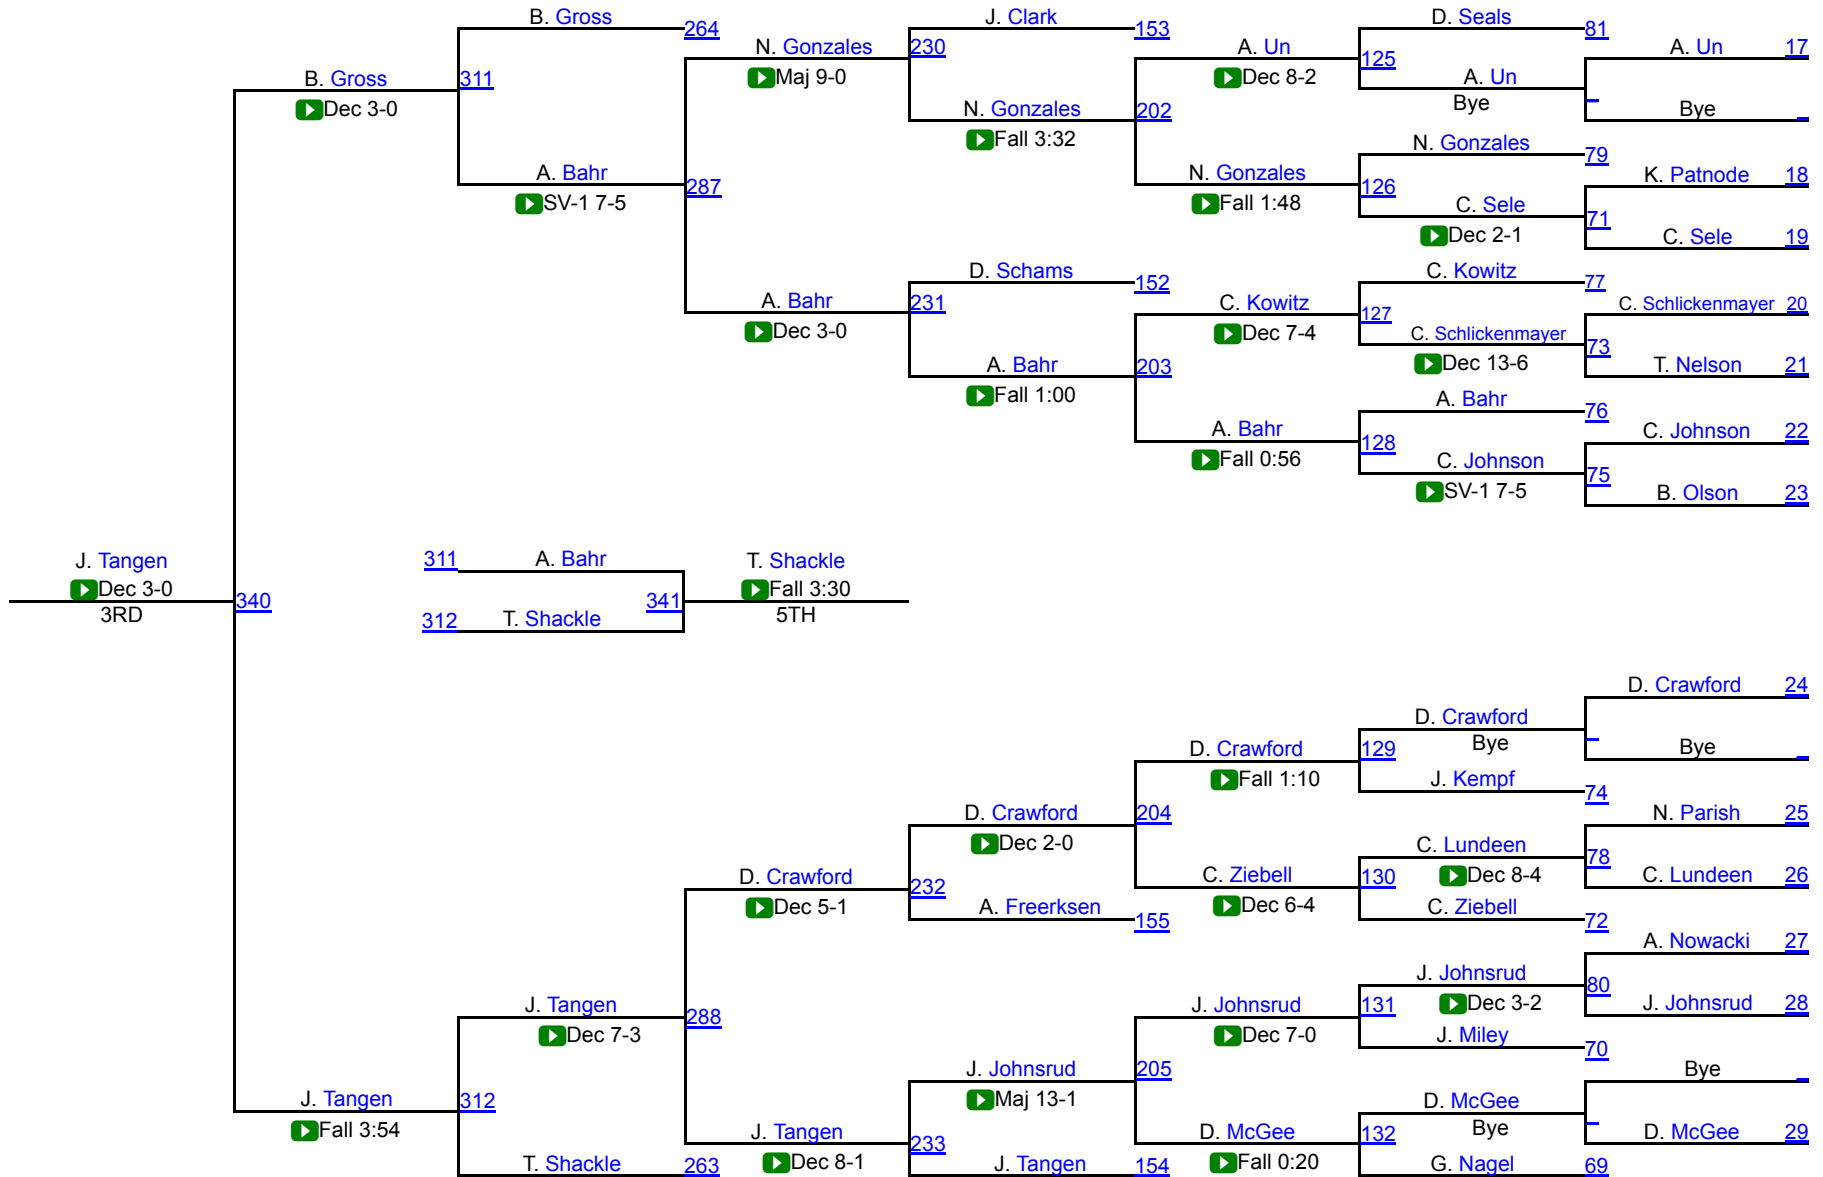 B. Gross
264
J. Clark
153
D. Seals
81
N. Gonzales
230
A. Un
125
A. Un 17
B. Gross
311
Maj 9-0
Dec 8-2
A. Un
Bye
Dec 3-0
N. Gonzales
202
Bye
Fall 3:32
N. Gonzales
79
A. Bahr
287
N. Gonzales
126
K. Patnode 18
SV-1 7-5
Fall 1:48
C. Sele
71
Dec 2-1
C. Sele 19
D. Schams
152
C. Kowitz
77
A. Bahr
231
C. Kowitz
127
C. Schlickenmayer 20
Dec 3-0
Dec 7-4
C. Schlickenmayer
73
A. Bahr
203
Dec 13-6
T. Nelson 21
Fall 1:00
A. Bahr
76
A. Bahr
128
C. Johnson 22
Fall 0:56
C. Johnson
75
SV-1 7-5
B. Olson 23
J. Tangen
311
A. Bahr
T. Shackle
Dec 3-0
340
341
Fall 3:30
3RD
312
T. Shackle
5TH
D. Crawford 24
D. Crawford
Bye
D. Crawford
129
Bye
Fall 1:10
J. Kempf
74
D. Crawford
204
N. Parish 25
Dec 2-0
C. Lundeen
78
D. Crawford
232
C. Ziebell
130
Dec 8-4
C. Lundeen 26
Dec 5-1
A. Freerksen
155
Dec 6-4
C. Ziebell
72
A. Nowacki 27
J. Johnsrud
80
J. Tangen
288
J. Johnsrud
131
Dec 3-2
J. Johnsrud 28
Dec 7-3
Dec 7-0
J. Miley
70
J. Johnsrud
205
Bye
J. Tangen
312
Maj 13-1
D. McGee
Fall 3:54
J. Tangen
233
D. McGee
132
Bye
D. McGee 29
T. Shackle
263
Dec 8-1
J. Tangen
154
Fall 0:20
G. Nagel
69